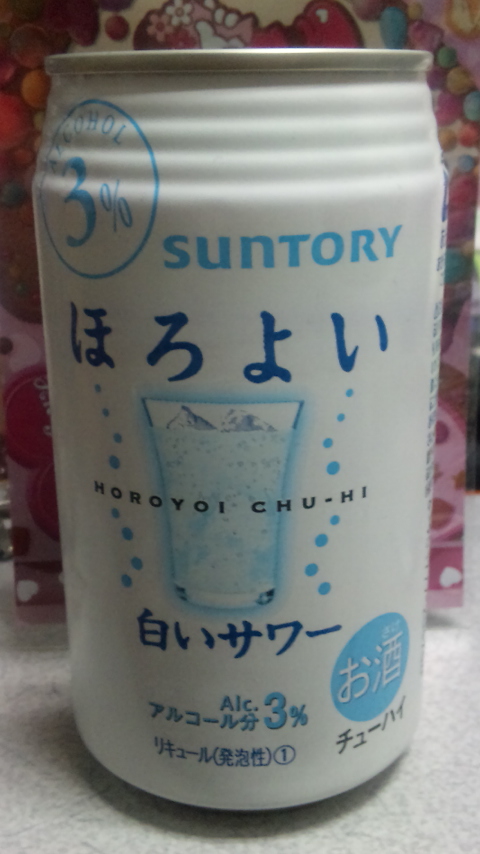 ALCOHOL
3%
SUNTORY
ほろよい
HOROYOI CHU-HI
白いサワー
お酒
チューハイ
Alc.
アルコール分3%
リキュール(発泡性)①